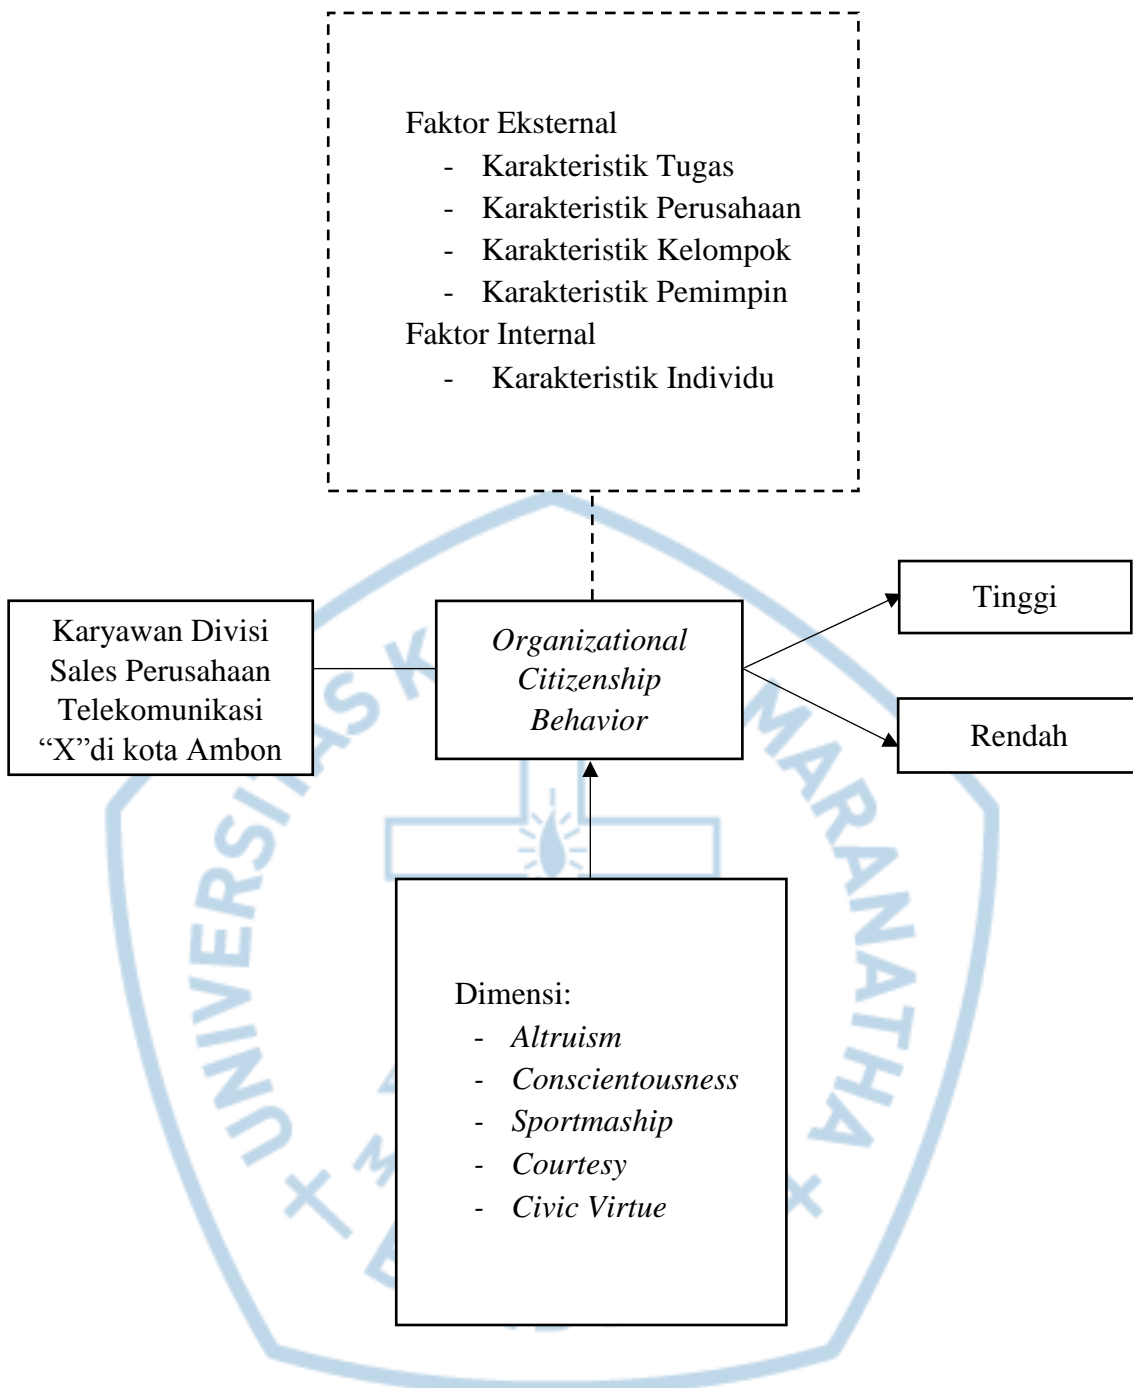 Faktor Eksternal
- Karakteristik Tugas
- Karakteristik Perusahaan
- Karakteristik Kelompok
- Karakteristik Pemimpin
Faktor Internal
- Karakteristik Individu
Karyawan Divisi
Sales Perusahaan
Telekomunikasi
“X”di kota Ambon
Organizational
Citizenship
Behavior
Tinggi
Rendah
Dimensi:
- Altruism
- Conscientousness
- Sportmaship
- Courtesy
- Civic Virtue
MARANATHA